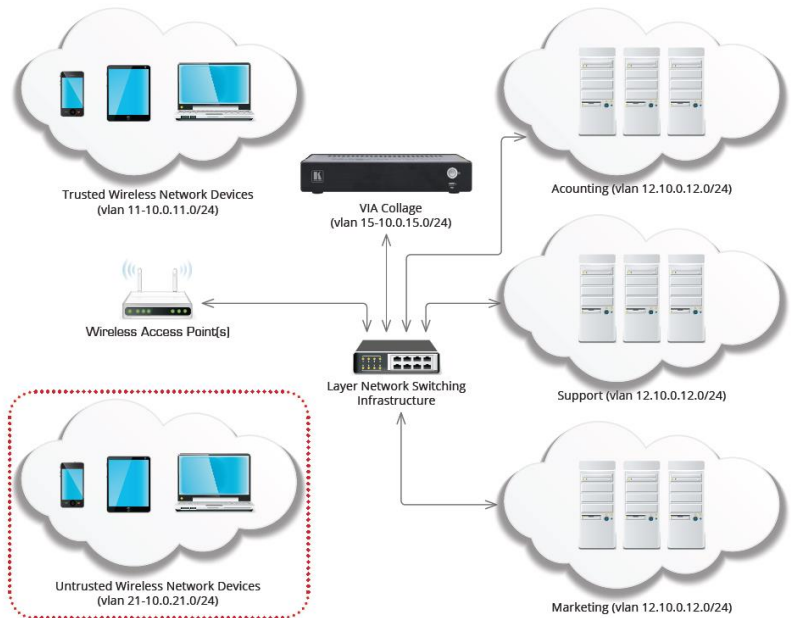 Trusted Wireless Network Devices
(vlan 11-10.0.11.0/24)
VIA Collage
(vlan 15-10.0.15.0/24)
Acounting (vlan 12.10.0.12.0/24)
Wireless Access Point(s)
Layer Network Switching
Infrastructure
Support (vlan 12.10.0.12.0/24)
Untrusted Wireless Network Devices
(vlan 21-10.0.21.0/24)
Marketing (vlan 12.10.0.12.0/24)